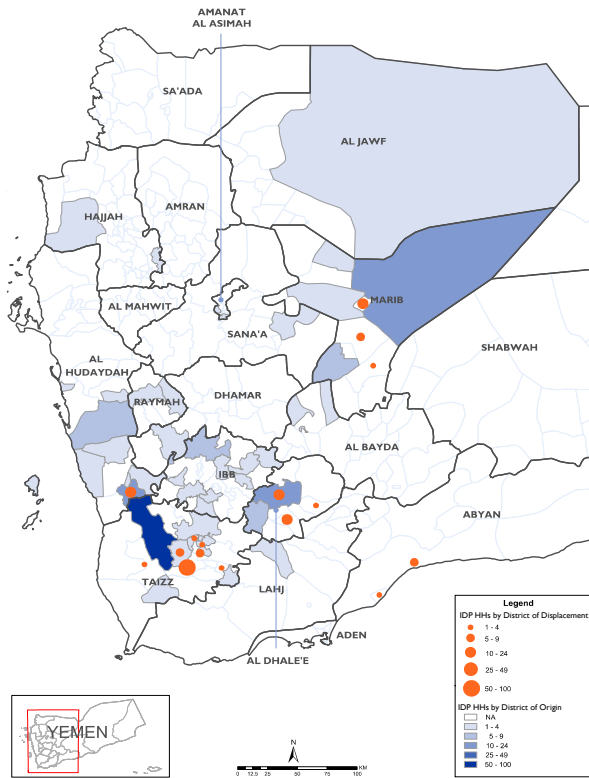 AMANAT
AL ASIMAH
SA'ADA
AL JAWF
HAJJAH
AMRAN
MARIB
AL MAHWIT
SANA'A
SHABWAH
AL
HUDAYDAH
RAYMAH
DHAMAR
AL BAYDA
IBB
ABYAN
TAIZZ
LAHJ
ADEN
AL DHALE'E
Legend
IDP HHs by District of Displacement
1 - 4
5 - 9
10 - 24
25 - 49
50 - 100
IDP HHs by District of Origin
NA
1 - 4
5 - 9
10 - 24
25 - 49
50 - 100
YEMEN
N
0 12.5 25 50 75 100 KM